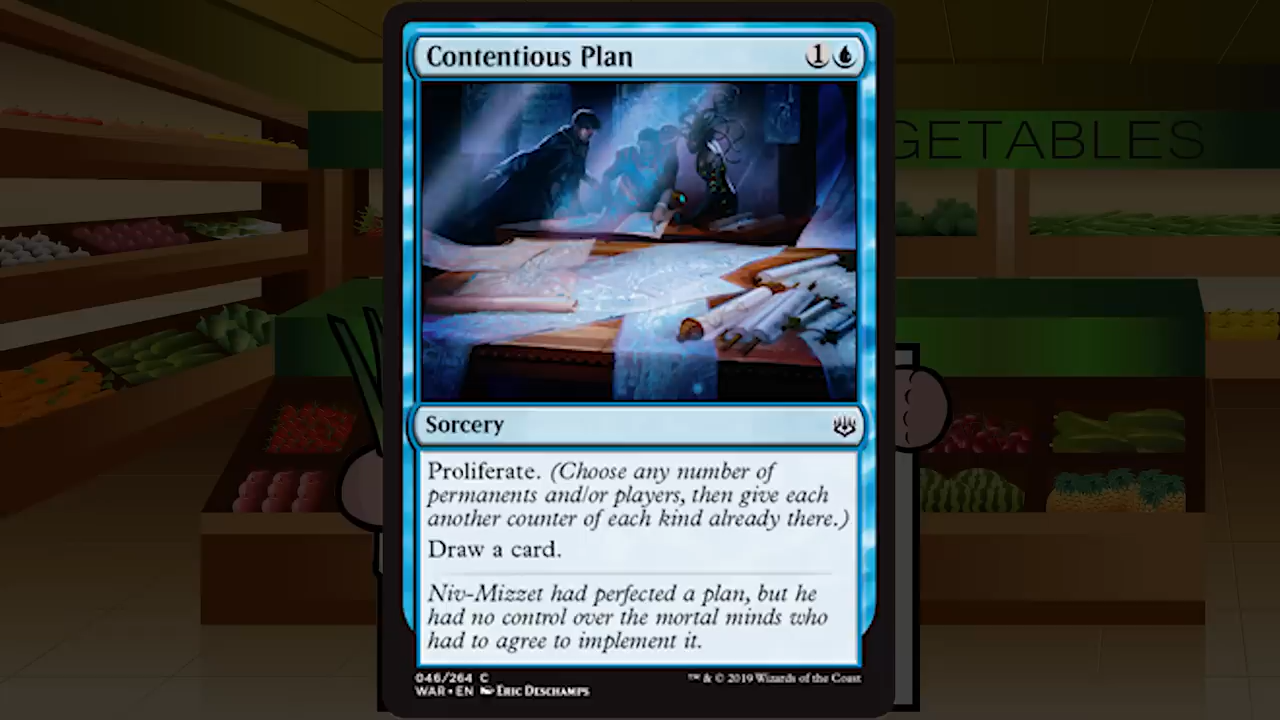 Contentious Plan 1
GETABLES
Sorcery
Proliferate. (Choose any number of
permanents and/or players, then give each
another counter of each kind already there.)
Draw a card.
Niv-Mizzet had perfected a plan, but he
had no control over the mortal minds who
had to agree to implement it.
046/264 C
WAR • EN ERIC DESCHAMPS
™ & © 2019 Wizards of the Coast